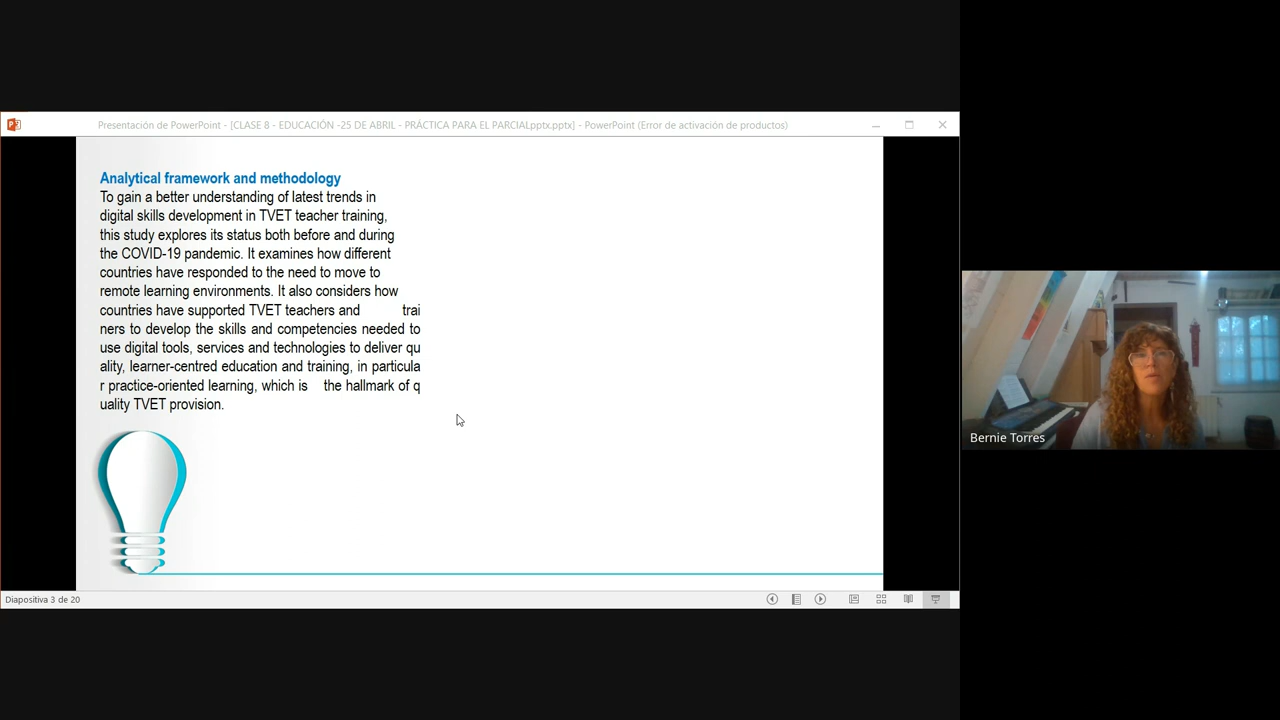 Presentación de PowerPoint - [CLASE 8 - EDUCACIÓN -25 DE ABRIL - PRÁCTICA PARA EL PARCIALpptx.pptx] - PowerPoint (Error de activación de productos)
Analytical framework and methodology
To gain a better understanding of latest trends in
digital skills development in TVET teacher training,
this study explores its status both before and during
the COVID-19 pandemic. It examines how different
countries have responded to the need to move to
remote learning environments. It also considers how
countries have supported TVET teachers and trai
ners to develop the skills and competencies needed to
use digital tools, services and technologies to deliver qu
ality, learner-centred education and training, in particula
r practice-oriented learning, which is the hallmark of q
uality TVET provision.
Bernie Torres
Diapositiva 3 de 20